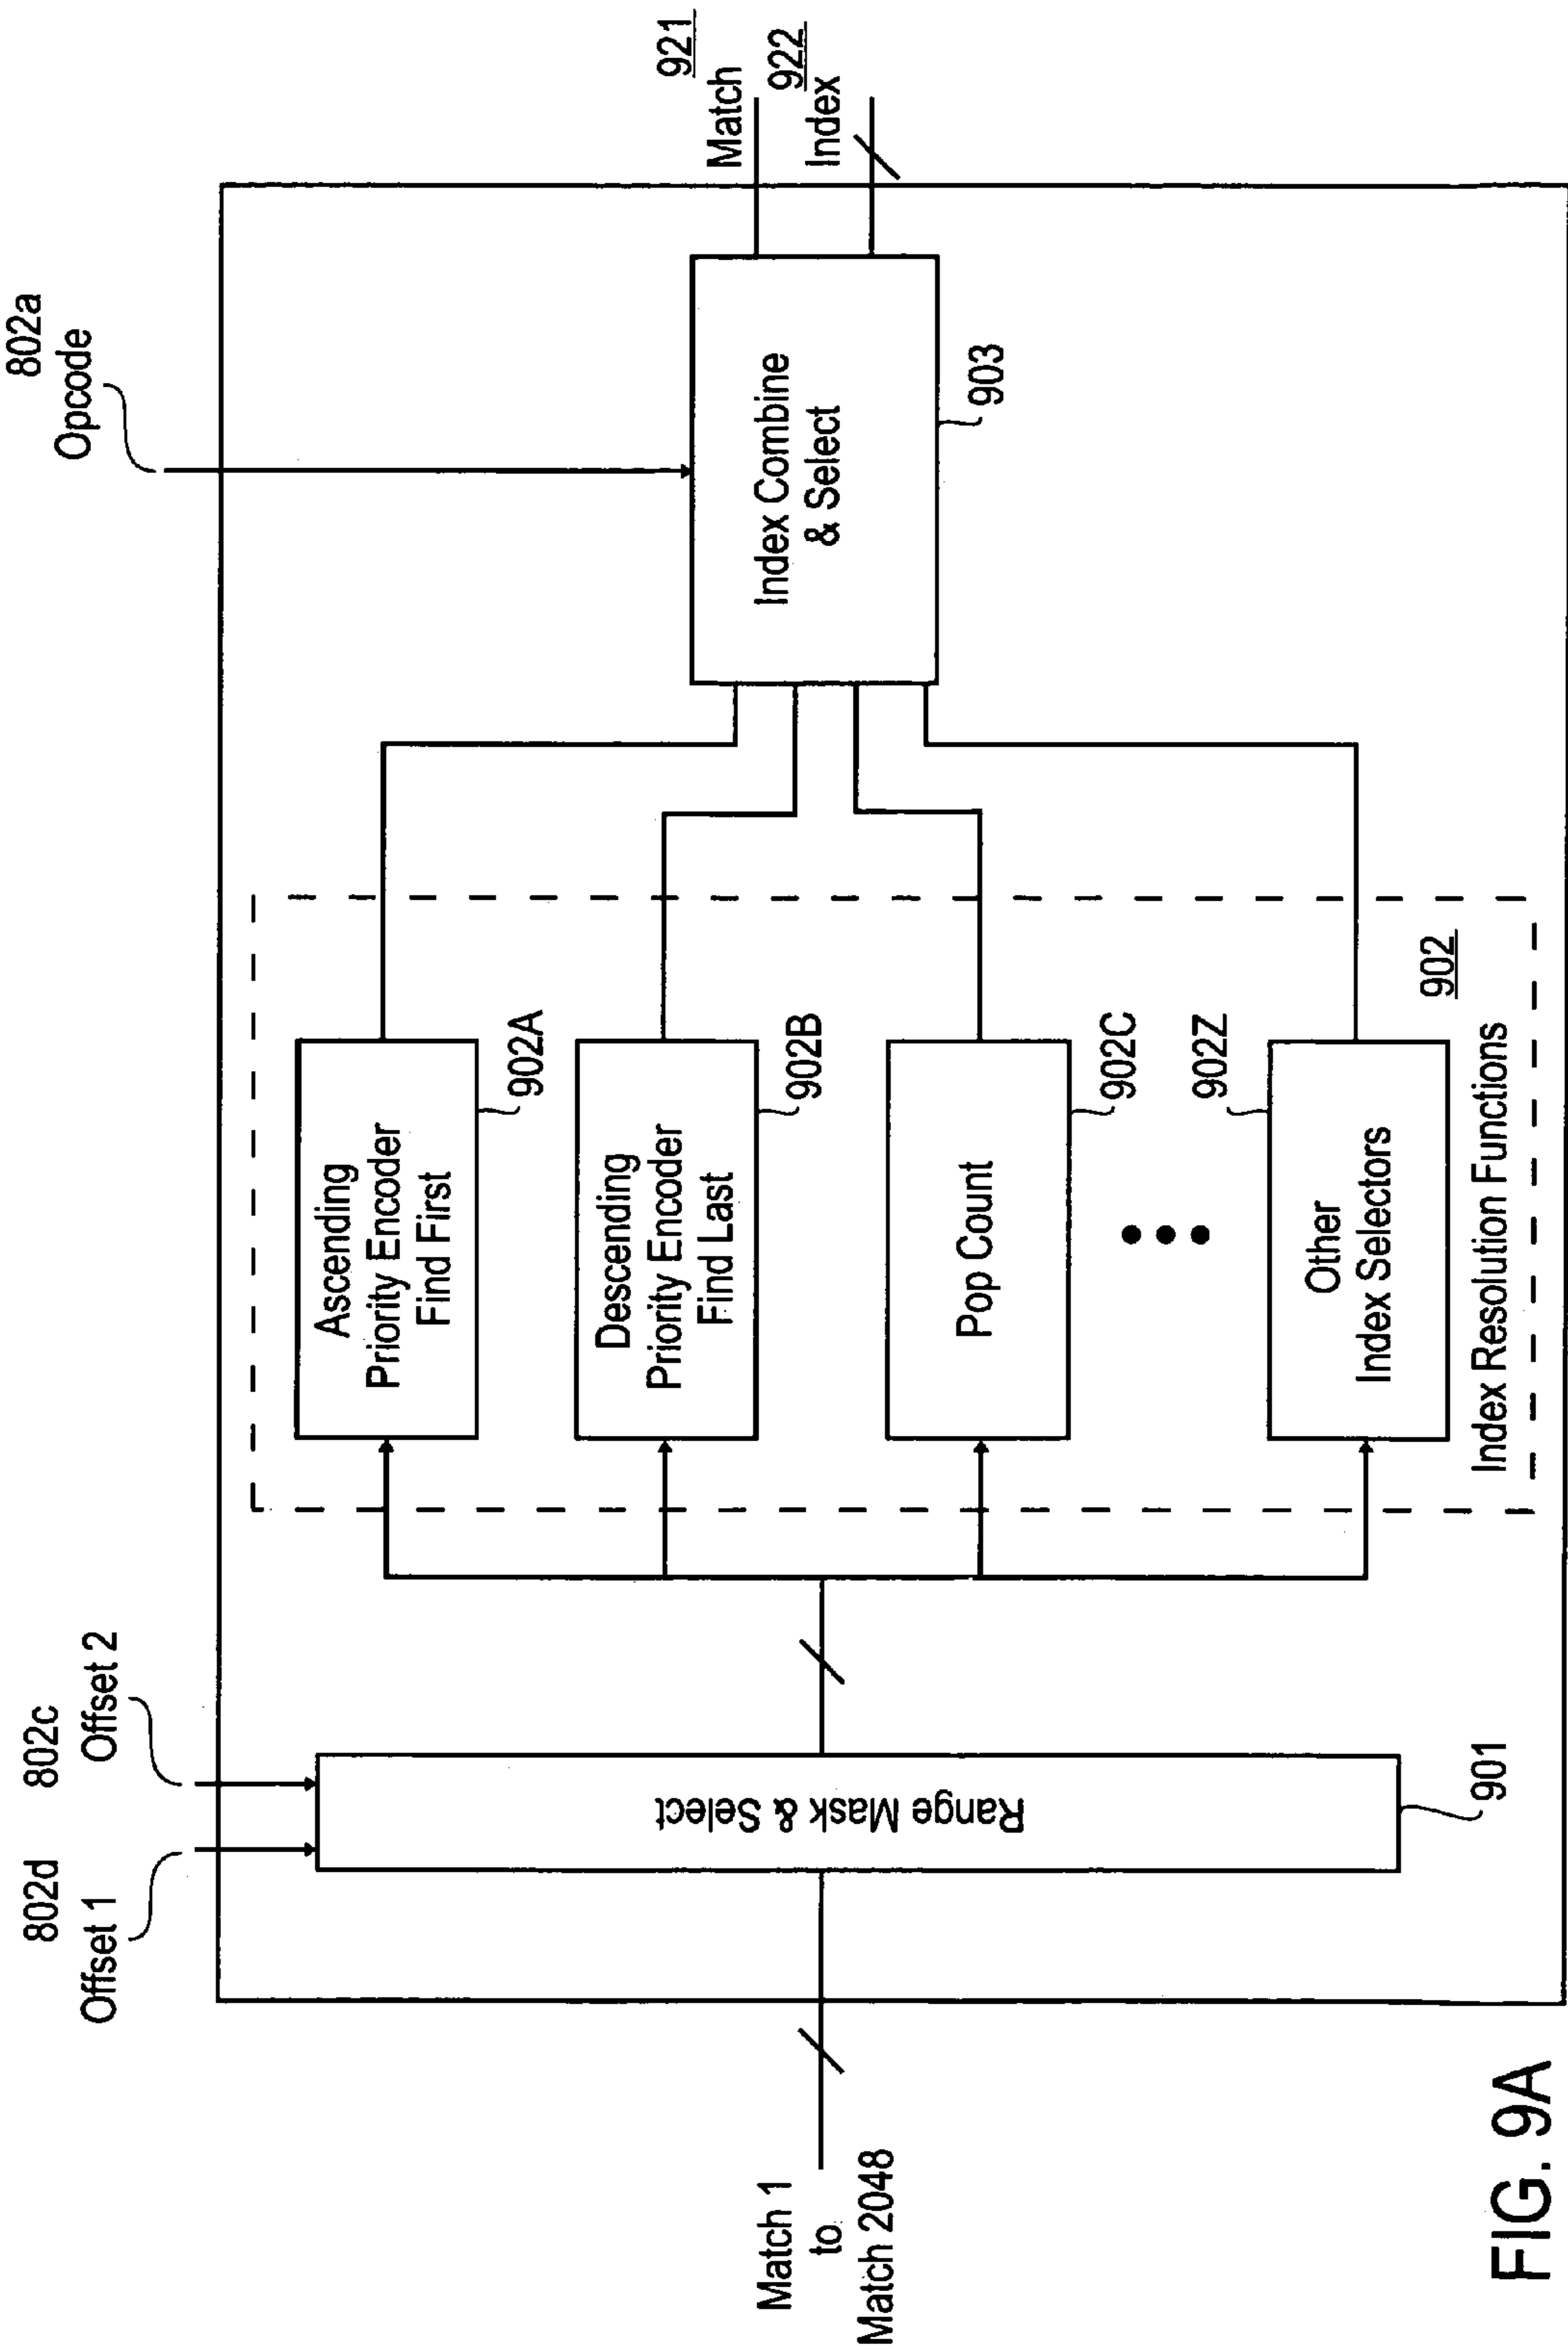 802d
Offset 1
802c
Offset 2
802a
Opcode
Match 1
to
Match 2048
Range Mask & Select
901
Ascending
Priority Encoder
Find First
902A
Descending
Priority Encoder
Find Last
902B
Pop Count
902C
902Z
Other
Index Selectors
Index Resolution Functions
902
Index Combine
& Select
903
921
Match
922
Index
FIG. 9A